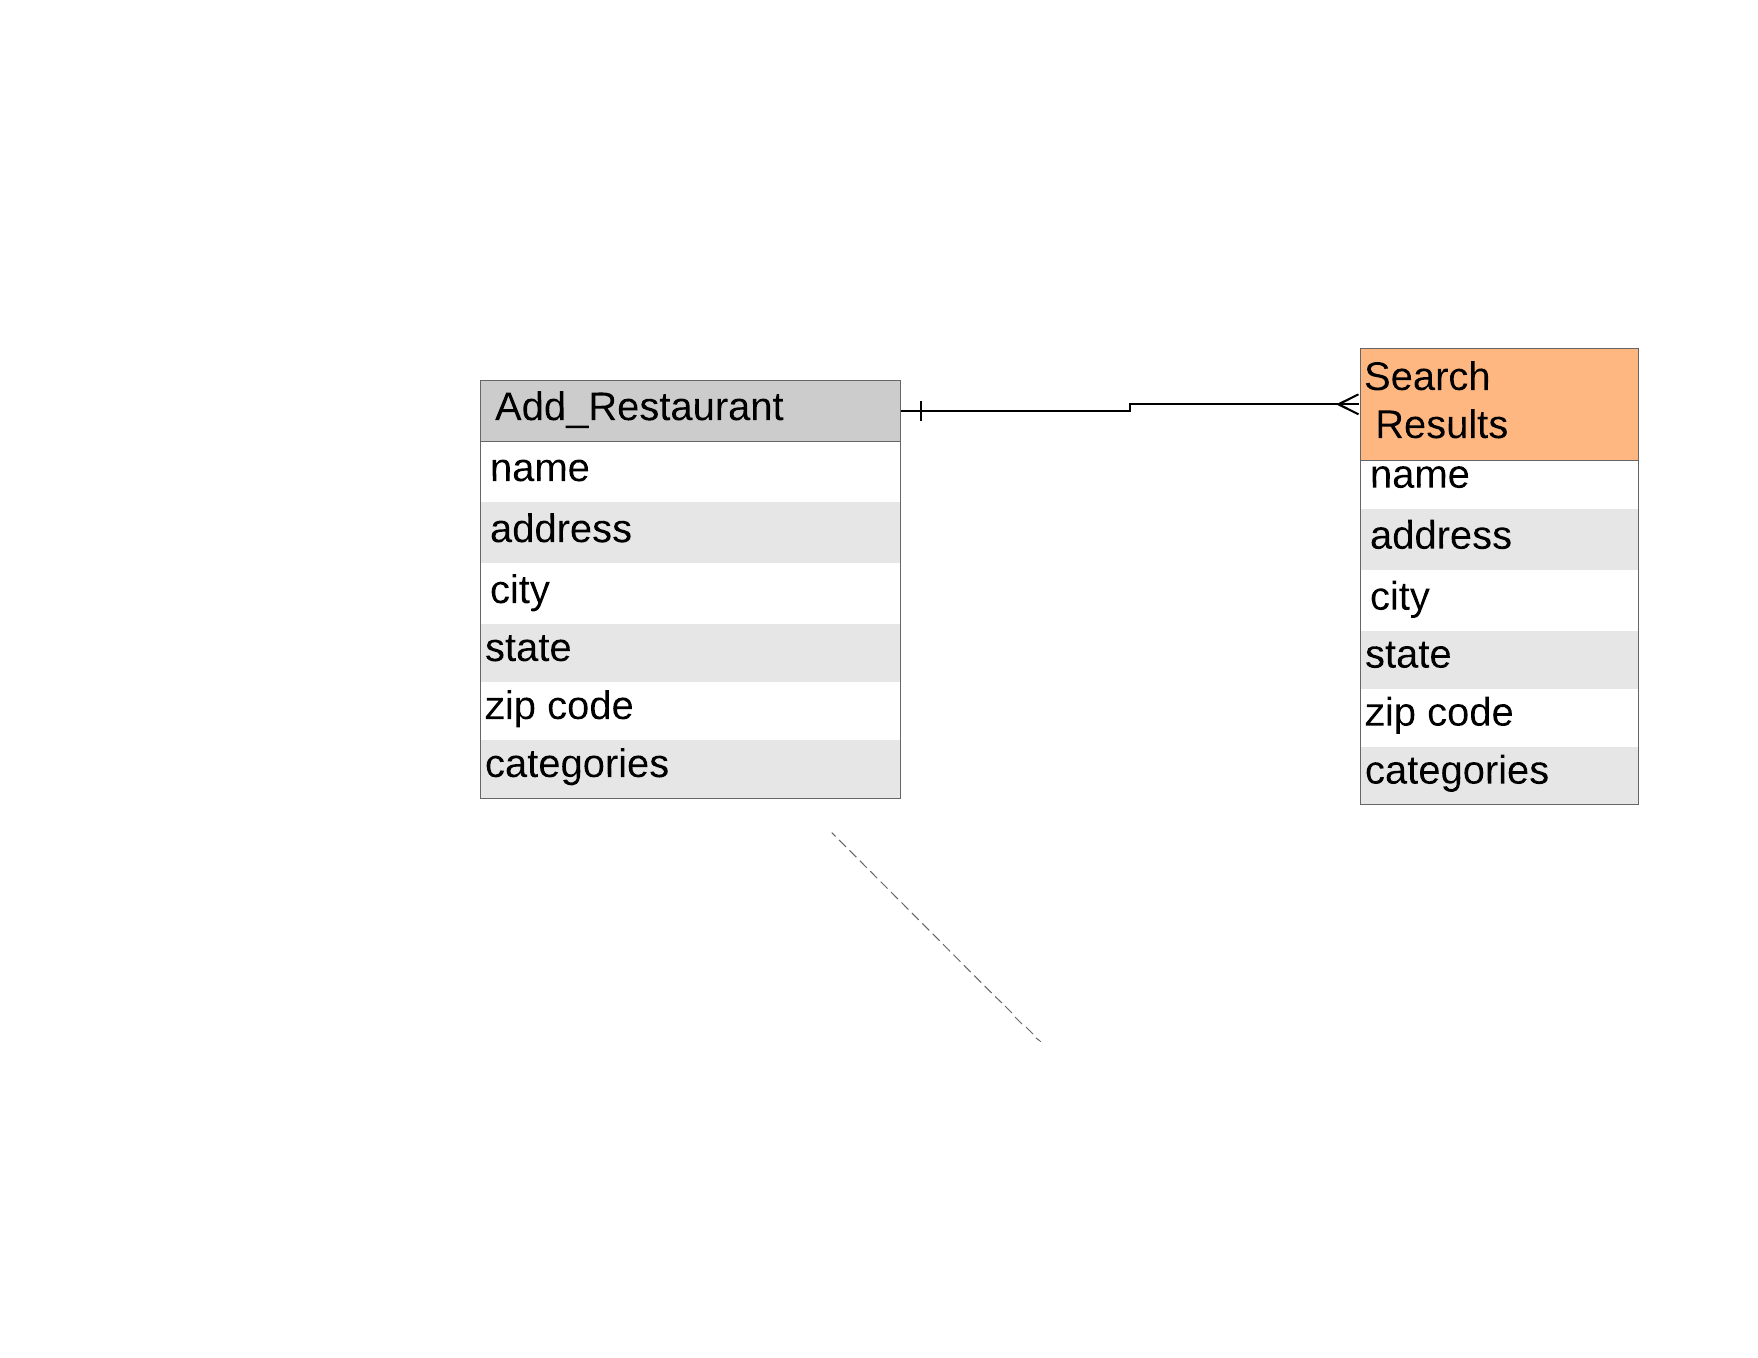 Add_Restaurant
name
address
city
state
zip code
categories
Search
Results
name
address
city
state
zip code
categories